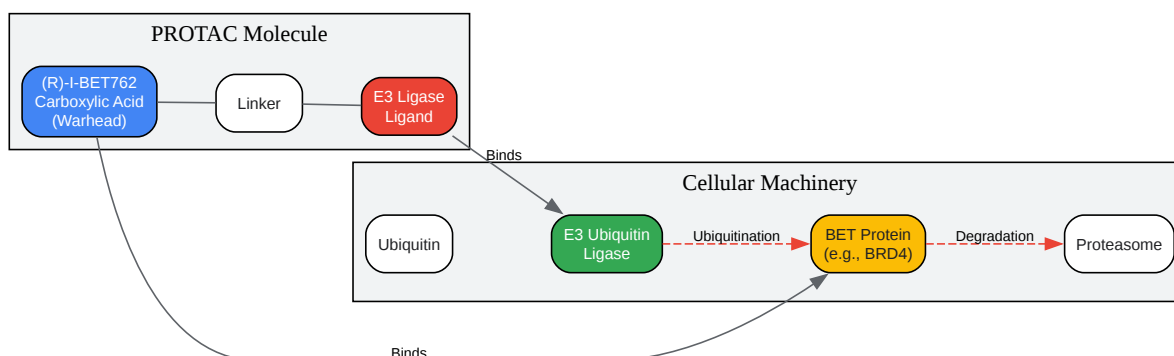 PROTAC Molecule
(R)-I-BET762
Carboxylic Acid
(Warhead)
Linker
E3 Ligase
Ligand
Binds
Cellular Machinery
Ubiquitin
E3 Ubiquitin
Ligase
Ubiquitination
BET Protein
(e.g., BRD4)
Degradation
Proteasome
Binds